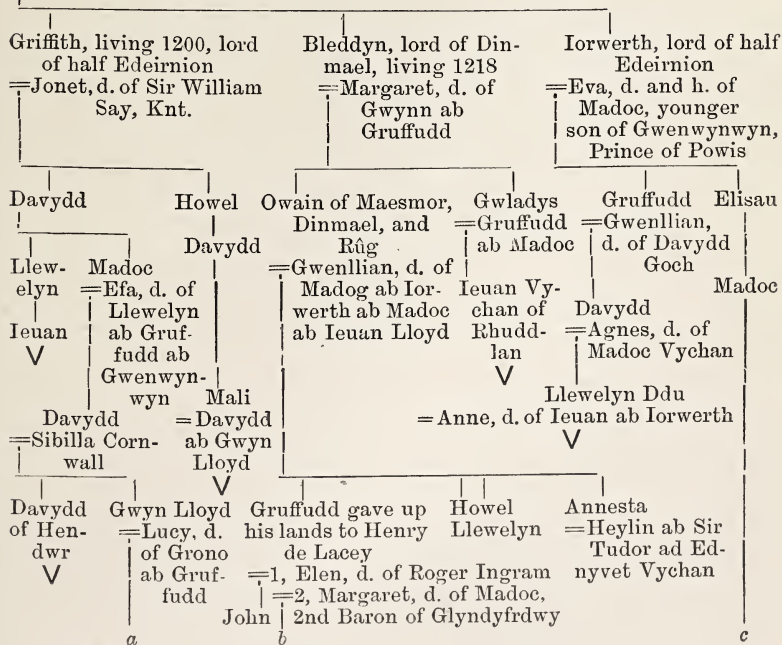 Griffith, living 1200, lord
of half Edeirnion
=Jonet, d. of Sir William
Say, Knt.
Bleddyn, lord of Din-
mael, living 1218
=Margaret, d. of
Gwynn ab
Gruffudd
Iorwerth, lord of half
Edeirnion
=Eva, d. and h. of
Madoc, younger
son of Gwenwynwyn,
Prince of Powis
Davydd
Howel
Owain of Maesmor,
Dinmael, and
Rûg
=Gwenllian, d. of
Madog ab Ior-
werth ab Madoc
ab Ieuan Lloyd
Gwladys
=Gruffudd
ab Madoc
Gruffudd
=Gwenllian,
d. of Davydd
Goch
Elisau
Llew-
elyn
Madoc
=Efa, d. of
Llewelyn
ab Gruf-
fudd ab
Gwenwyn-
wyn
Davydd
Ieuan Vy-
chan of
Rhudd-
lan
V
Davydd
=Agnes, d. of
Madoc Vychan
Madoc
Ieuan
V
Mali
=Davydd
ab Gwyn
Lloyd
V
Llewelyn Ddu
=Anne, d. of Ieuan ab Iorwerth
V
Davydd
=Sibilla Corn-
wall
Davydd
of Hen-
dwr
V
Gwyn Lloyd
=Lucy, d.
of Grono
ab Gruf-
fudd
Gruffudd gave up
his lands to Henry
de Lacey
=1, Elen, d. of Roger Ingram
=2, Margaret, d. of Madoc,
John 2nd Baron of Glyndyfrdwy
Howel
Llewelyn
Annesta
=Heylin ab Sir
Tudor ad Ed-
nyvet Vychan
a b c